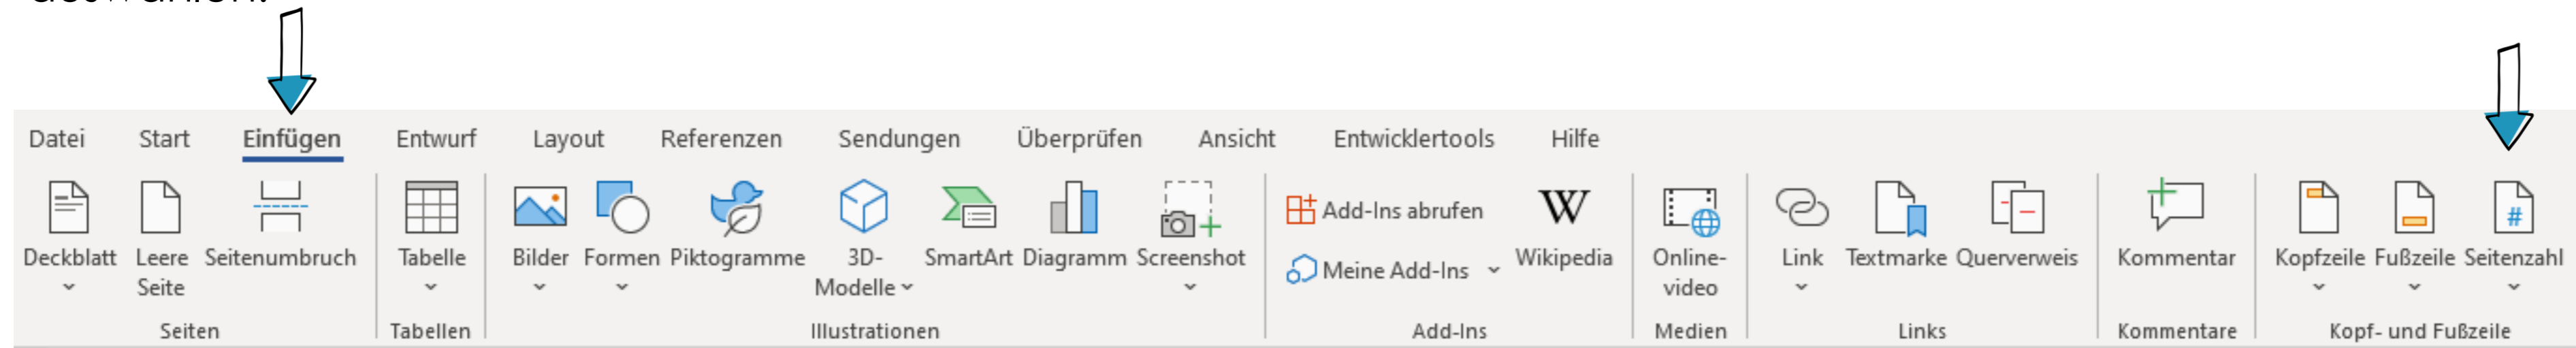 Datei Start Einfügen Entwurf Layout Referenzen Sendungen Überprüfen Ansicht Entwicklertools Hilfe
Deckblatt
Leere
Seite
Seitenumbruch
Seiten
Tabelle
Tabellen
Bilder
Formen
Piktogramme
3D-
Modelle
SmartArt
Diagramm
Screenshot
Illustrationen
Add-Ins abrufen
Meine Add-Ins
W
Wikipedia
Add-Ins
Online-
video
Medien
Link
Textmarke
Querverweis
Links
Kommentar
Kommentare
Kopfzeile
Fußzeile
#
Seitenzahl
Kopf- und Fußzeile